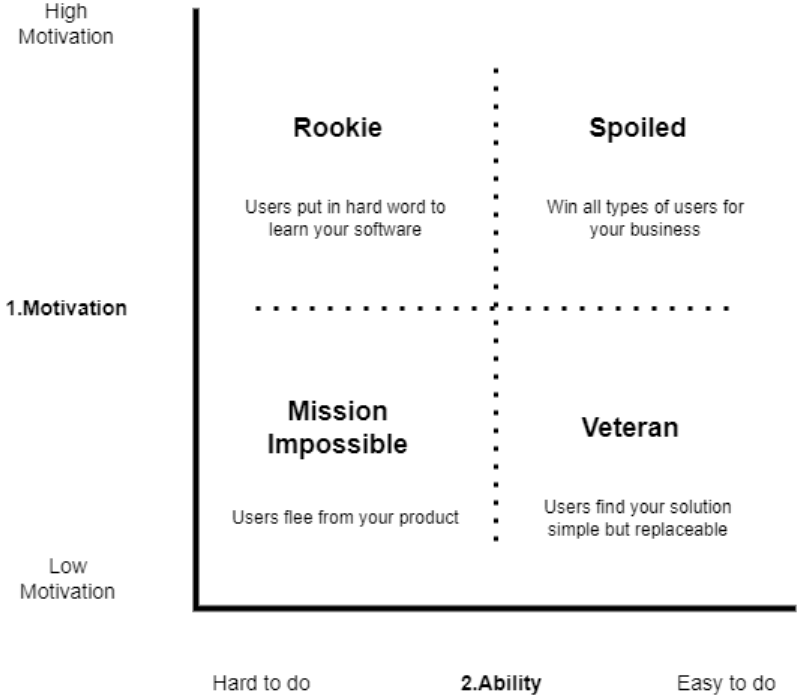 High
Motivation
Rookie
Spoiled
Users put in hard word to
learn your software
Win all types of users for
your business
1.Motivation
Mission
Impossible
Veteran
Users flee from your product
Users find your solution
simple but replaceable
Low
Motivation
Hard to do
2.Ability
Easy to do